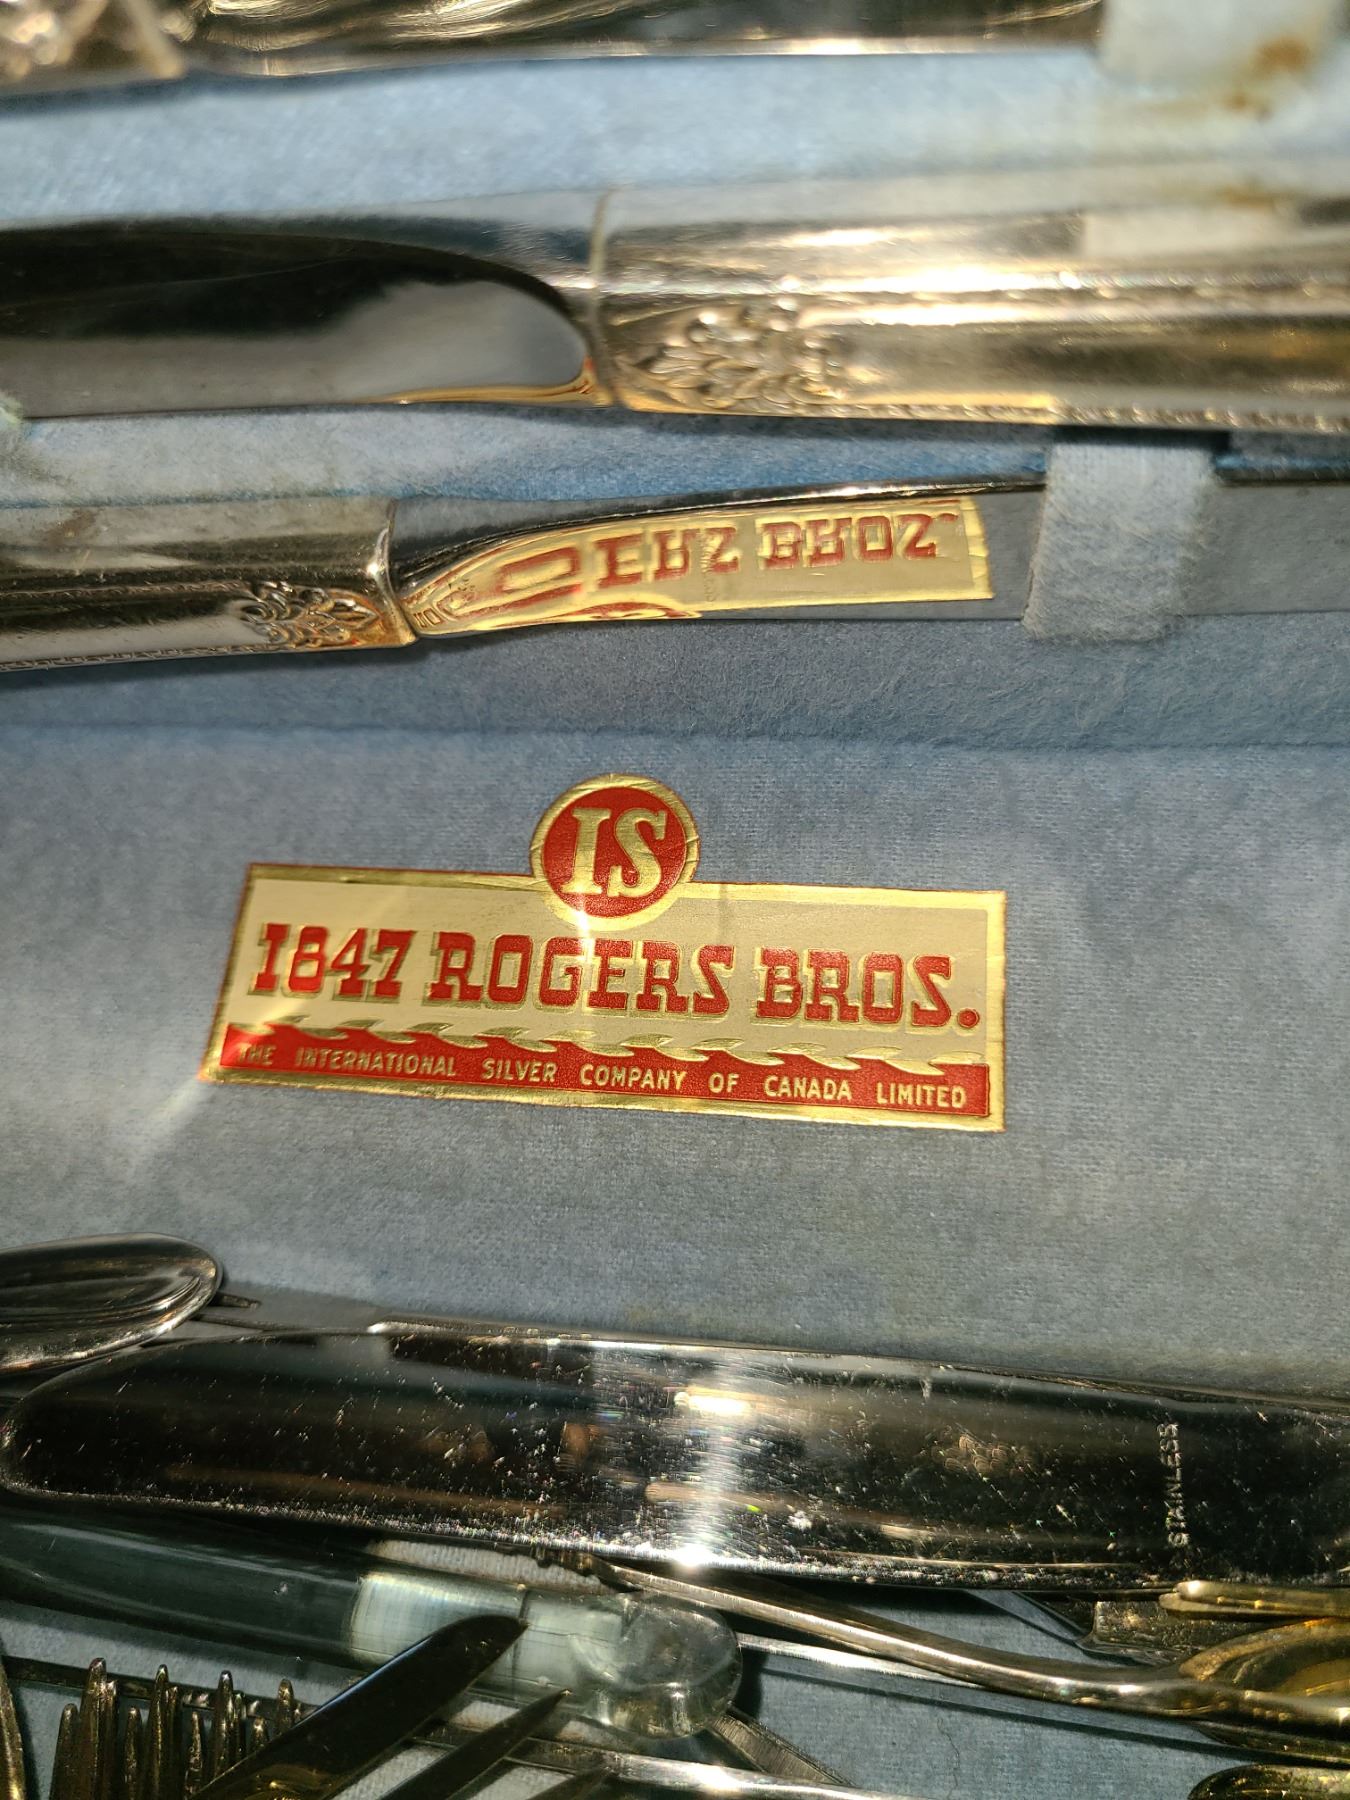 IS
1847 ROGERS BROS.
THE INTERNATIONAL SILVER COMPANY OF CANADA LIMITED
STAINLESS